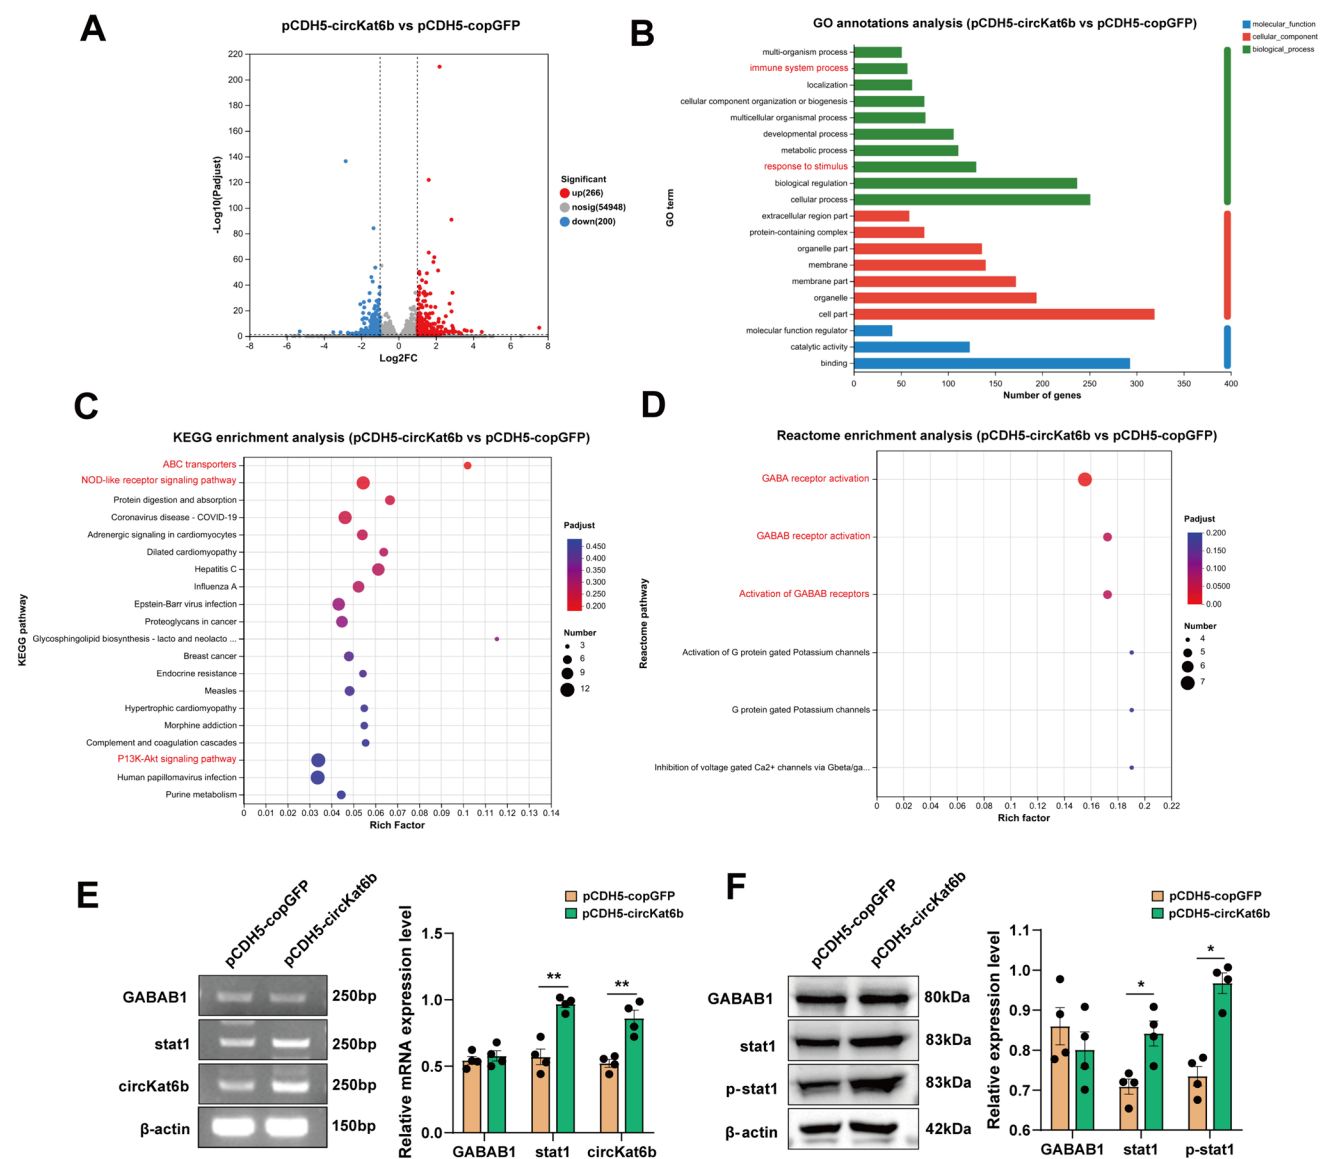 A
pCDH5-circKat6b vs pCDH5-copGFP
-Log10(Padjust)
220
200
180
160
140
120
100
80
60
40
20
0
-8 -6 -4 -2 0 2 4 6 8
Log2FC
Significant
up(266)
nosig(54948)
down(200)
B
GO annotations analysis (pCDH5-circKat6b vs pCDH5-copGFP)
molecular_function
cellular_component
biological_process
GO term
multi-organism process
immune system process
localization
cellular component organization or biogenesis
multicellular organismal process
developmental process
metabolic process
response to stimulus
biological regulation
cellular process
extracellular region part
protein-containing complex
organelle part
membrane
membrane part
organelle
cell part
molecular function regulator
catalytic activity
binding
0 50 100 150 200 250 300 350 400
Number of genes
C
KEGG enrichment analysis (pCDH5-circKat6b vs pCDH5-copGFP)
KEGG pathway
ABC transporters
NOD-like receptor signaling pathway
Protein digestion and absorption
Coronavirus disease - COVID-19
Adrenergic signaling in cardiomyocytes
Dilated cardiomyopathy
Hepatitis C
Influenza A
Epstein-Barr virus infection
Proteoglycans in cancer
Glycosphingolipid biosynthesis - lacto and neolacto ...
Breast cancer
Endocrine resistance
Measles
Hypertrophic cardiomyopathy
Morphine addiction
Complement and coagulation cascades
P13K-Akt signaling pathway
Human papillomavirus infection
Purine metabolism
0 0.01 0.02 0.03 0.04 0.05 0.06 0.07 0.08 0.09 0.1 0.11 0.12 0.13 0.14
Rich Factor
Padjust
0.450
0.400
0.350
0.300
0.250
0.200
Number
3
6
9
12
D
Reactome enrichment analysis (pCDH5-circKat6b vs pCDH5-copGFP)
Reactome pathway
GABA receptor activation
GABAB receptor activation
Activation of GABAB receptors
Activation of G protein gated Potassium channels
G protein gated Potassium channels
Inhibition of voltage gated Ca2+ channels via Gbeta/ga...
0 0.02 0.04 0.06 0.08 0.1 0.12 0.14 0.16 0.18 0.2 0.22
Rich factor
Padjust
0.200
0.150
0.100
0.0500
0.00
Number
4
5
6
7
E
pCDH5-copGFP
pCDH5-circKat6b
GABAB1 250bp
stat1 250bp
circKat6b 250bp
β-actin 150bp
pCDH5-copGFP
pCDH5-circKat6b
Relative mRNA expression level
1.5
1.0
0.5
0.0
** **
GABAB1 stat1 circKat6b
F
pCDH5-copGFP
pCDH5-circKat6b
GABAB1 80kDa
stat1 83kDa
p-stat1 83kDa
β-actin 42kDa
pCDH5-copGFP
pCDH5-circKat6b
Relative expression level
1.1
1.0
0.9
0.8
0.7
0.6
* *
GABAB1 stat1 p-stat1